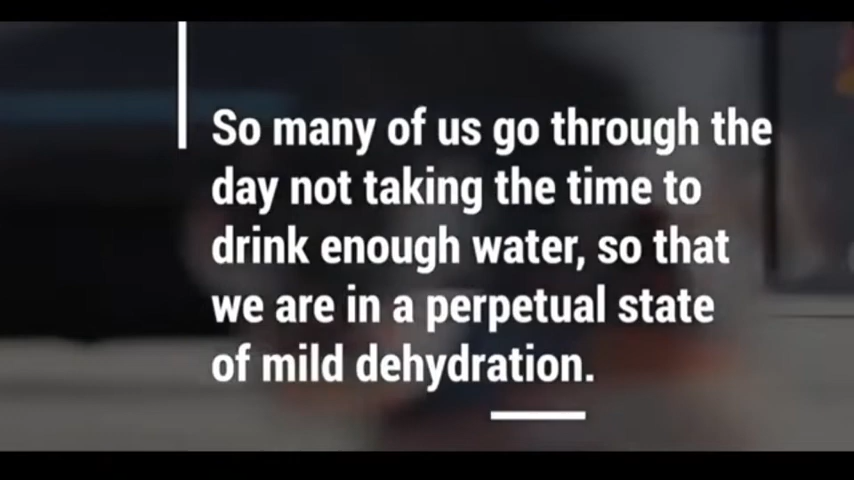 So many of us go through the
day not taking the time to
drink enough water, so that
we are in a perpetual state
of mild dehydration.